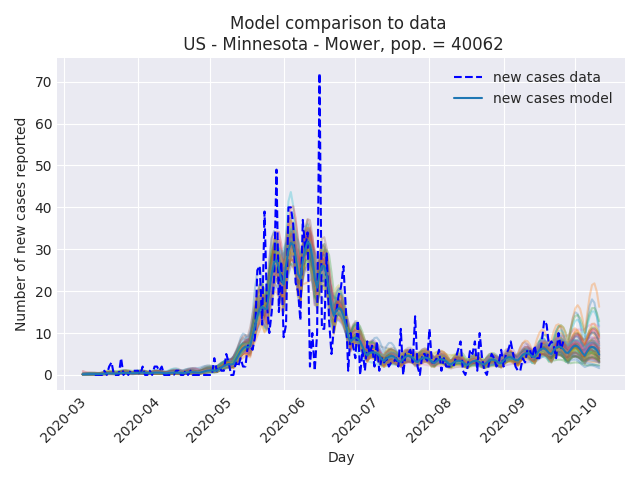 Model comparison to data
US - Minnesota - Mower, pop. = 40062
new cases data
new cases model
Number of new cases reported
70
60
50
40
30
20
10
0
2020-03
2020-04
2020-05
2020-06
2020-07
2020-08
2020-09
2020-10
Day